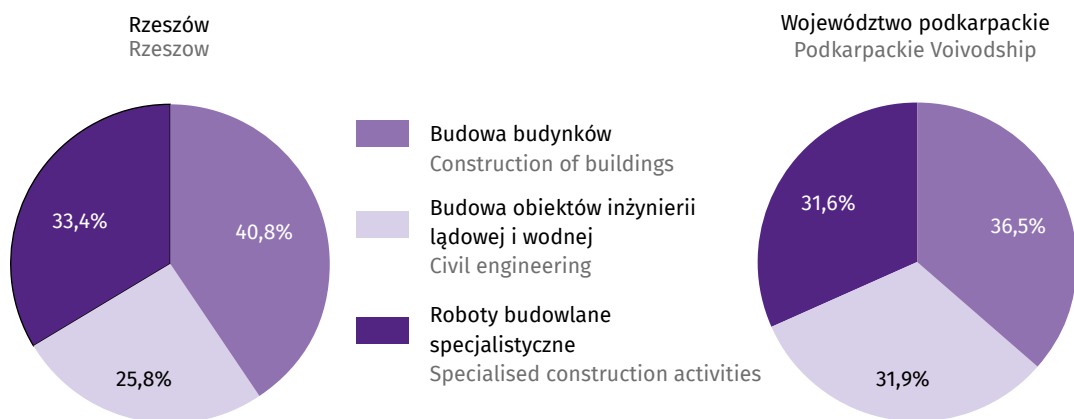 Rzeszów
Rzeszow
33,4%
40,8%
25,8%
Budowa budynków
Construction of buildings
Budowa obiektów inżynierii
lądowej i wodnej
Civil engineering
Roboty budowlane
specjalistyczne
Specialised construction activities
Województwo podkarpackie
Podkarpackie Voivodship
31,6%
36,5%
31,9%